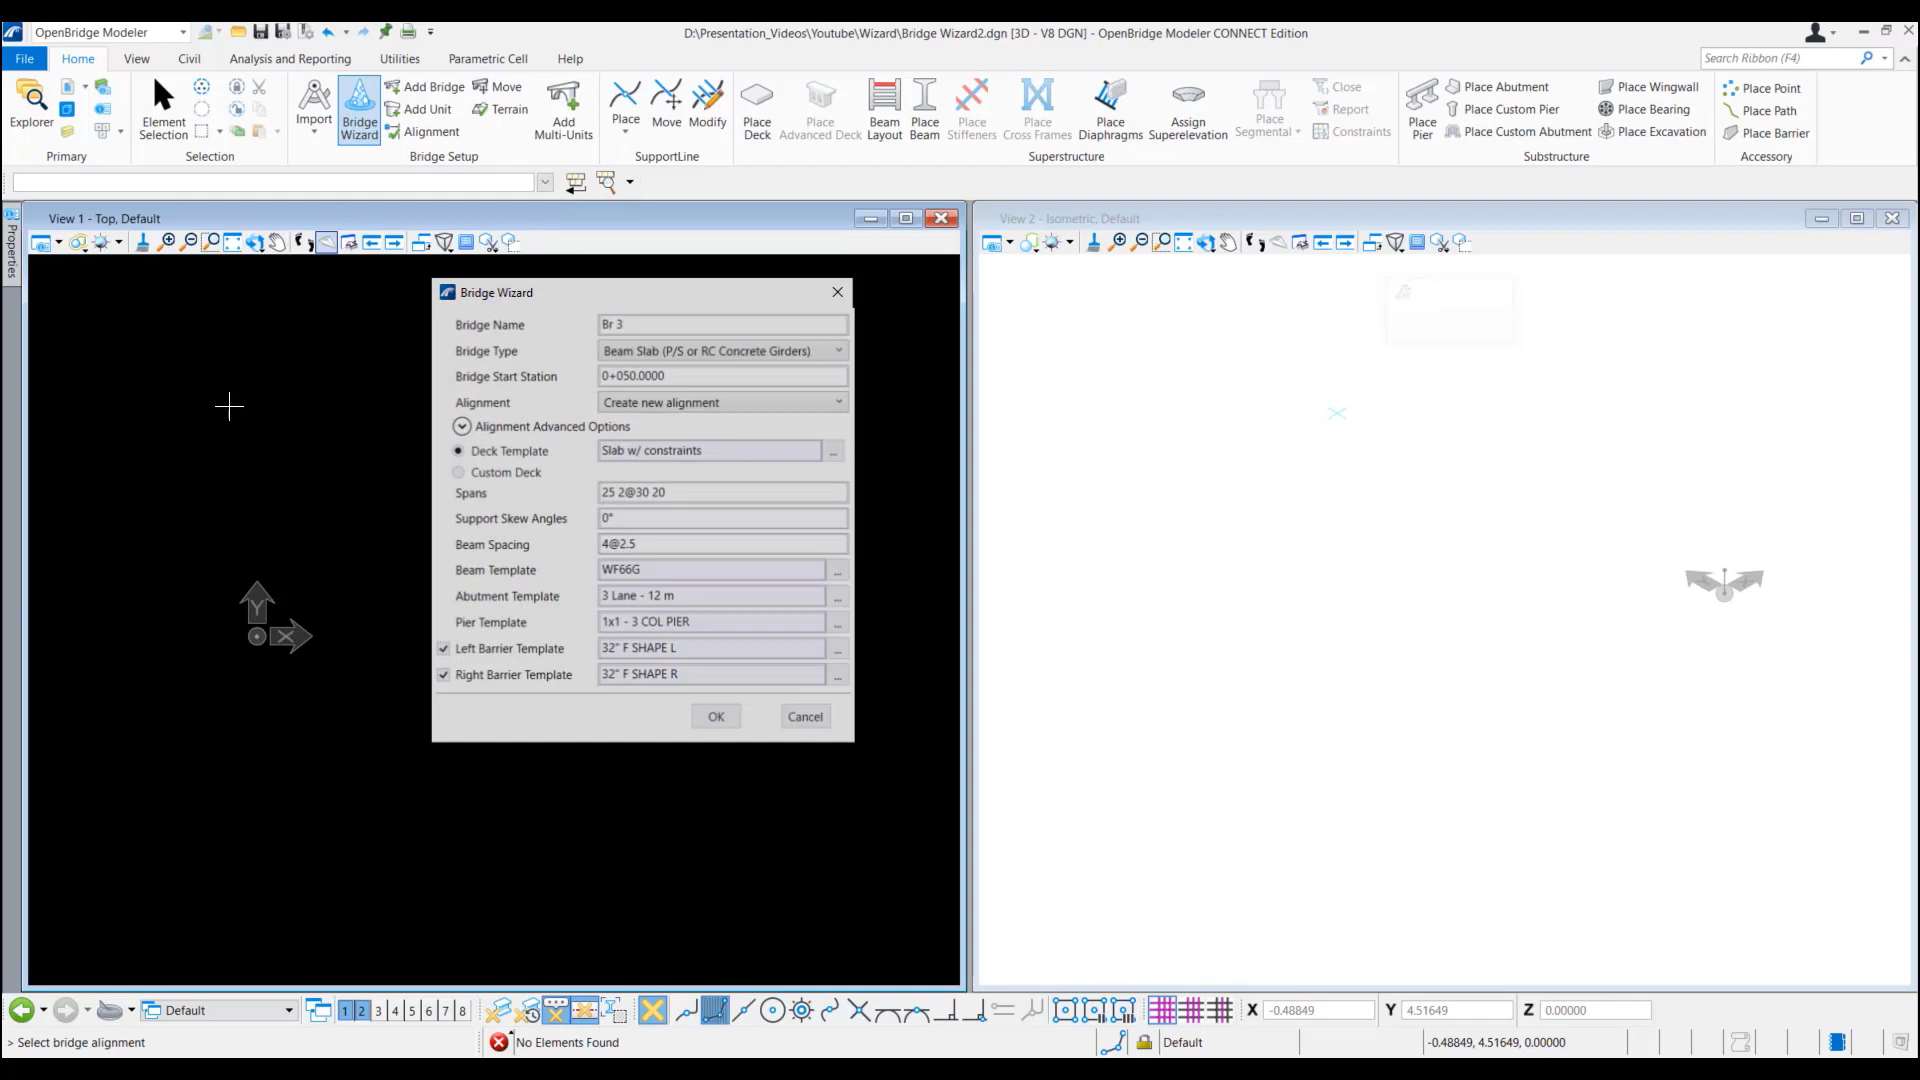 OpenBridge Modeler
D:\Presentation_Videos\Youtube\Wizard\Bridge Wizard2.dgn [3D - V8 DGN] - OpenBridge Modeler CONNECT Edition
File Home View Civil Analysis and Reporting Utilities Parametric Cell Help
Search Ribbon (F4)
Explorer
Primary
Element Selection
Selection
Import
Bridge Wizard
Add Bridge
Add Unit
Alignment
Move
Terrain
Add Multi-Units
Bridge Setup
Place
Move
Modify
SupportLine
Place Deck
Place Advanced Deck
Beam Layout
Place Beam
Place Stiffeners
Place Cross Frames
Place Diaphragms
Assign Superelevation
Place Segmental
Close
Report
Constraints
Superstructure
Place Pier
Place Abutment
Place Custom Pier
Place Custom Abutment
Place Wingwall
Place Bearing
Place Excavation
Substructure
Place Point
Place Path
Place Barrier
Accessory
Properties
View 1 - Top, Default
View 2 - Isometric, Default
Bridge Wizard
Bridge Name Br 3
Bridge Type Beam Slab (P/S or RC Concrete Girders)
Bridge Start Station 0+050.0000
Alignment Create new alignment
Alignment Advanced Options
Deck Template Slab w/ constraints ...
Custom Deck
Spans 25 2@30 20
Support Skew Angles 0°
Beam Spacing 4@2.5
Beam Template WF66G ...
Abutment Template 3 Lane - 12 m ...
Pier Template 1x1 - 3 COL PIER ...
Left Barrier Template 32" F SHAPE L ...
Right Barrier Template 32" F SHAPE R ...
OK Cancel
Y
X
Default 1 2 3 4 5 6 7 8 X -0.48849 Y 4.51649 Z 0.00000
> Select bridge alignment No Elements Found Default -0.48849, 4.51649, 0.00000